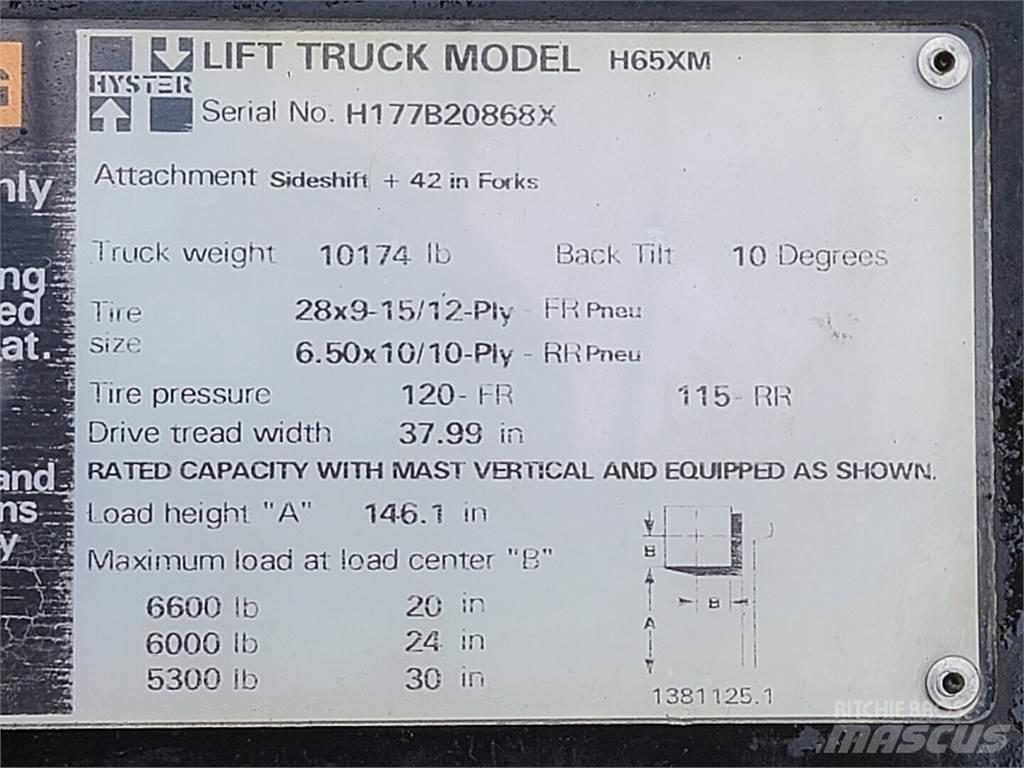 G
HYSTER
LIFT TRUCK MODEL H65XM
Serial No. H177B20868X
nly
Attachment Sideshift + 42 in Forks
Truck weight 10174 lb Back Tilt 10 Degrees
ng
ed
at.
Tire size
28x9-15/12-Ply - FR Pneu
6.50x10/10-Ply - RR Pneu
Tire pressure 120- FR 115- RR
Drive tread width 37.99 in
and
ns
y
RATED CAPACITY WITH MAST VERTICAL AND EQUIPPED AS SHOWN.
Load height "A" 146.1 in
Maximum load at load center "B"
6600 lb 20 in
6000 lb 24 in
5300 lb 30 in
B
B
A
1381125.1
RITCHIE BROS
MASCUS